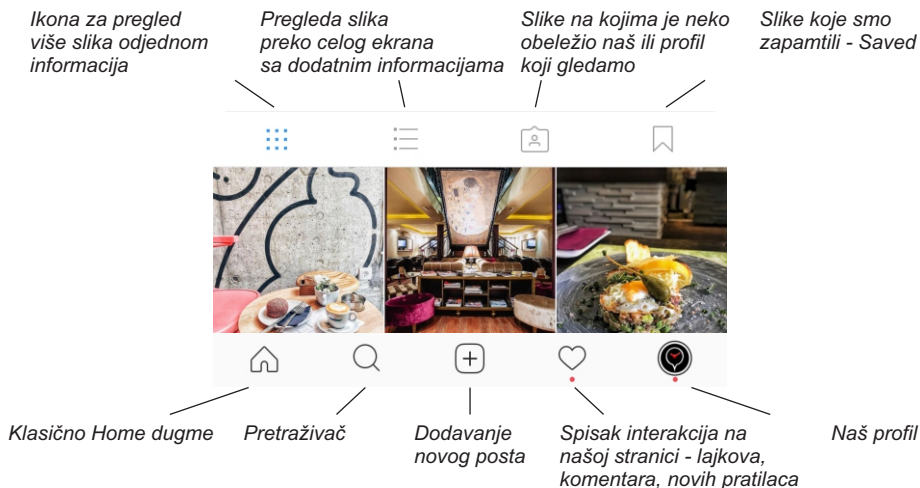 Ikona za pregled
više slika odjednom
informacija
Pregleda slika
preko celog ekrana
sa dodatnim informacijama
Slike na kojima je neko
obeležio naš ili profil
koji gledamo
Slike koje smo
zapamtili - Saved
Klasično Home dugme
Pretraživač
Dodavanje
novog posta
Spisak interakcija na
našoj stranici - lajkova,
komentara, novih pratilaca
Naš profil